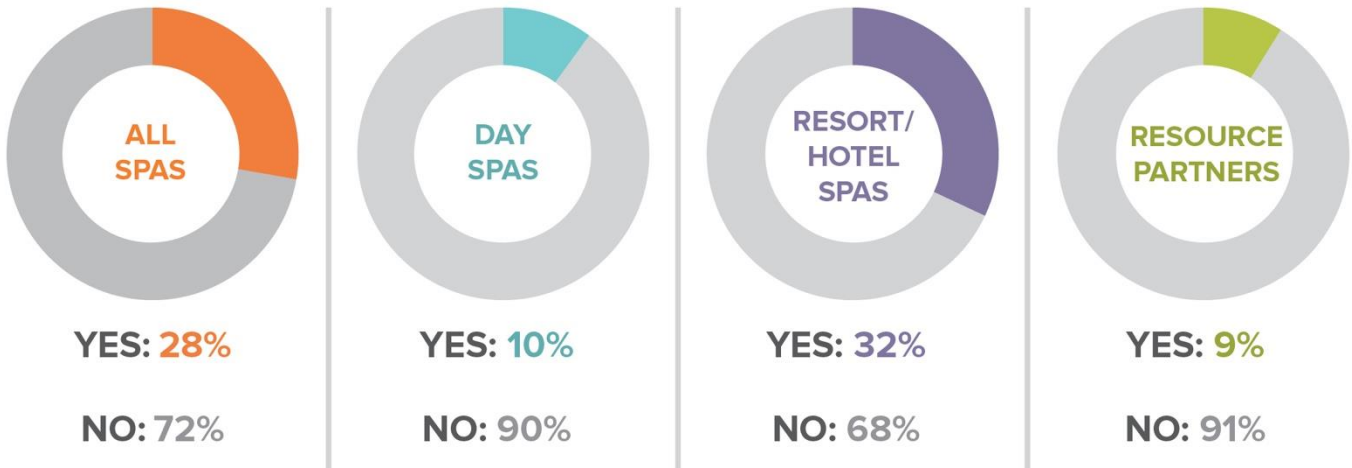 ALL
SPAS
YES: 28%
NO: 72%
DAY
SPAS
YES: 10%
NO: 90%
RESORT/
HOTEL
SPAS
YES: 32%
NO: 68%
RESOURCE
PARTNERS
YES: 9%
NO: 91%